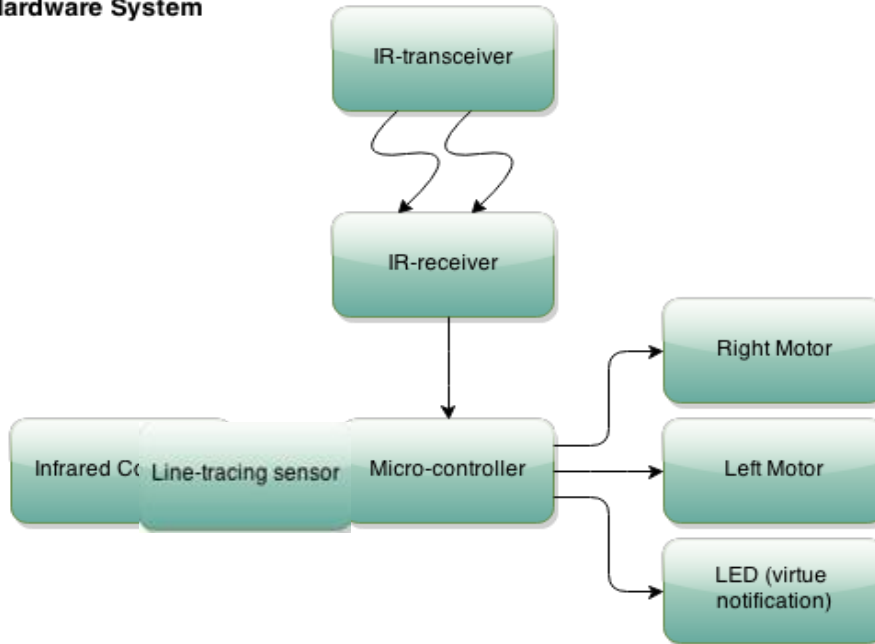 ardware System
IR-transceiver
IR-receiver
Right Motor
Infrared Co
Line-tracing sensor
Micro-controller
Left Motor
LED (virtue
notification)